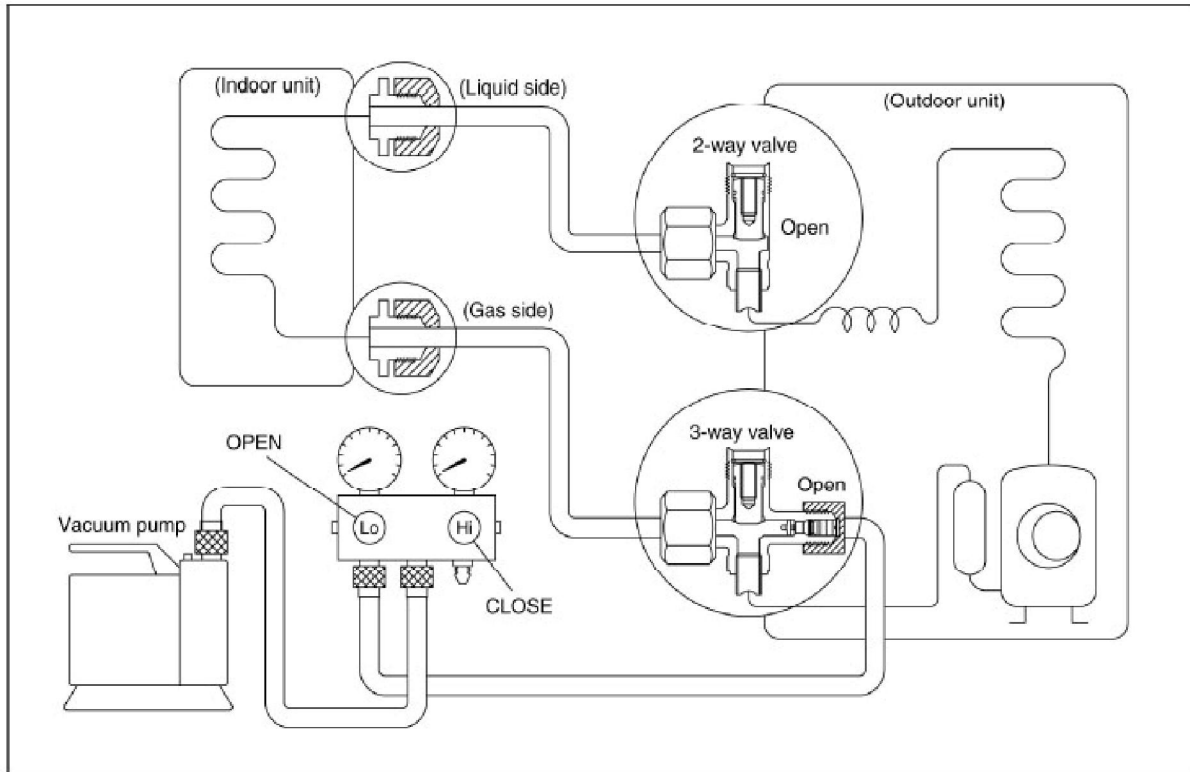 (Indoor unit)
(Liquid side)
(Outdoor unit)
2-way valve
Open
(Gas side)
3-way valve
OPEN
Open
Vacuum pump
Lo
Hi
CLOSE